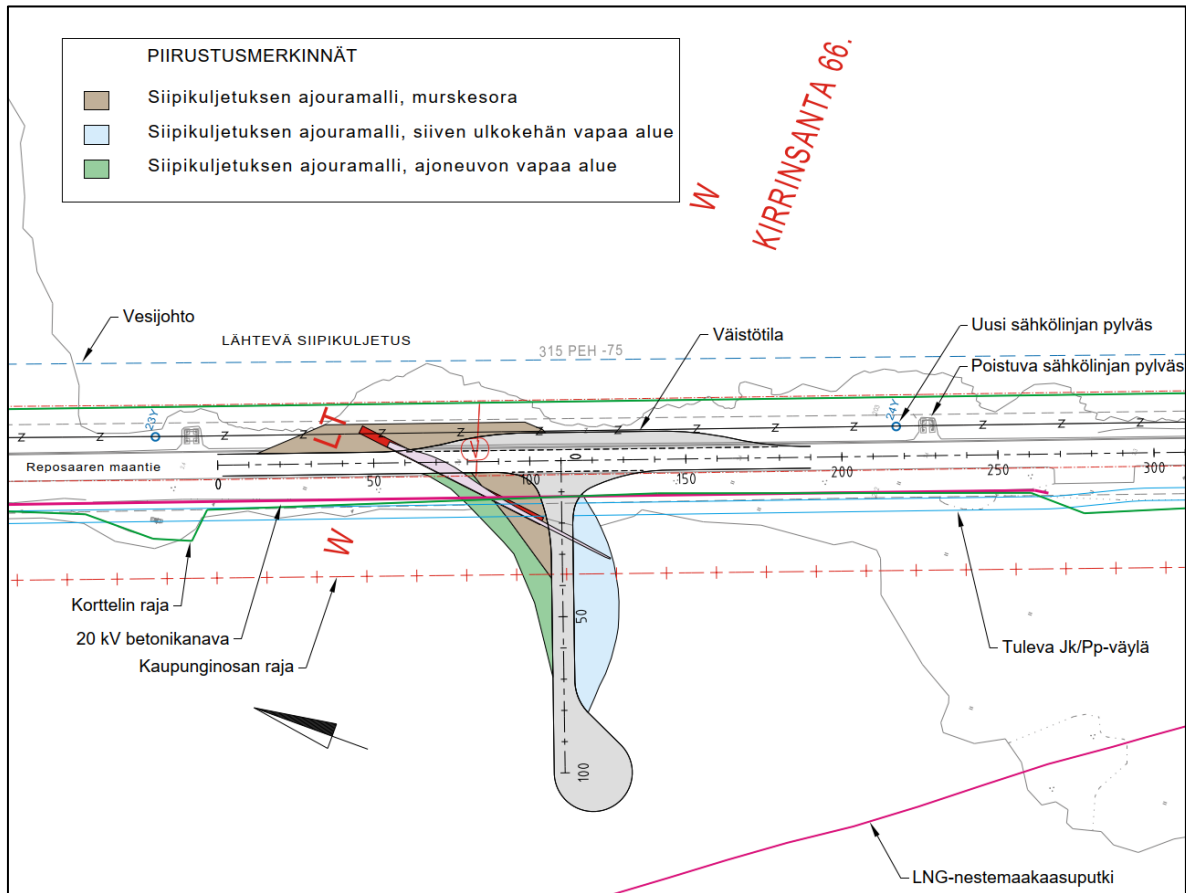 PIIRUSTUSMERKINNÄT
Siipikuljetuksen ajouramalli, murskesora
Siipikuljetuksen ajouramalli, siiven ulkokehän vapaa alue
Siipikuljetuksen ajouramalli, ajoneuvon vapaa alue
W
KIRRINSANTA 66.
Vesijohto
LÄHTEVÄ SIIPIKULJETUS
315 PEH -75
Väistötila
Uusi sähkölinjan pylväs
Poistuva sähkölinjan pylväs
23Y
LT
V
24Y
Z Z Z Z Z Z Z Z Z Z Z Z Z Z Z
Reposaaren maantie
0 50 100 0 150 200 250 300
W
50
Korttelin raja
20 kV betonikanava
Kaupunginosan raja
Tuleva Jk/Pp-väylä
100
LNG-nestemaakaasuputki